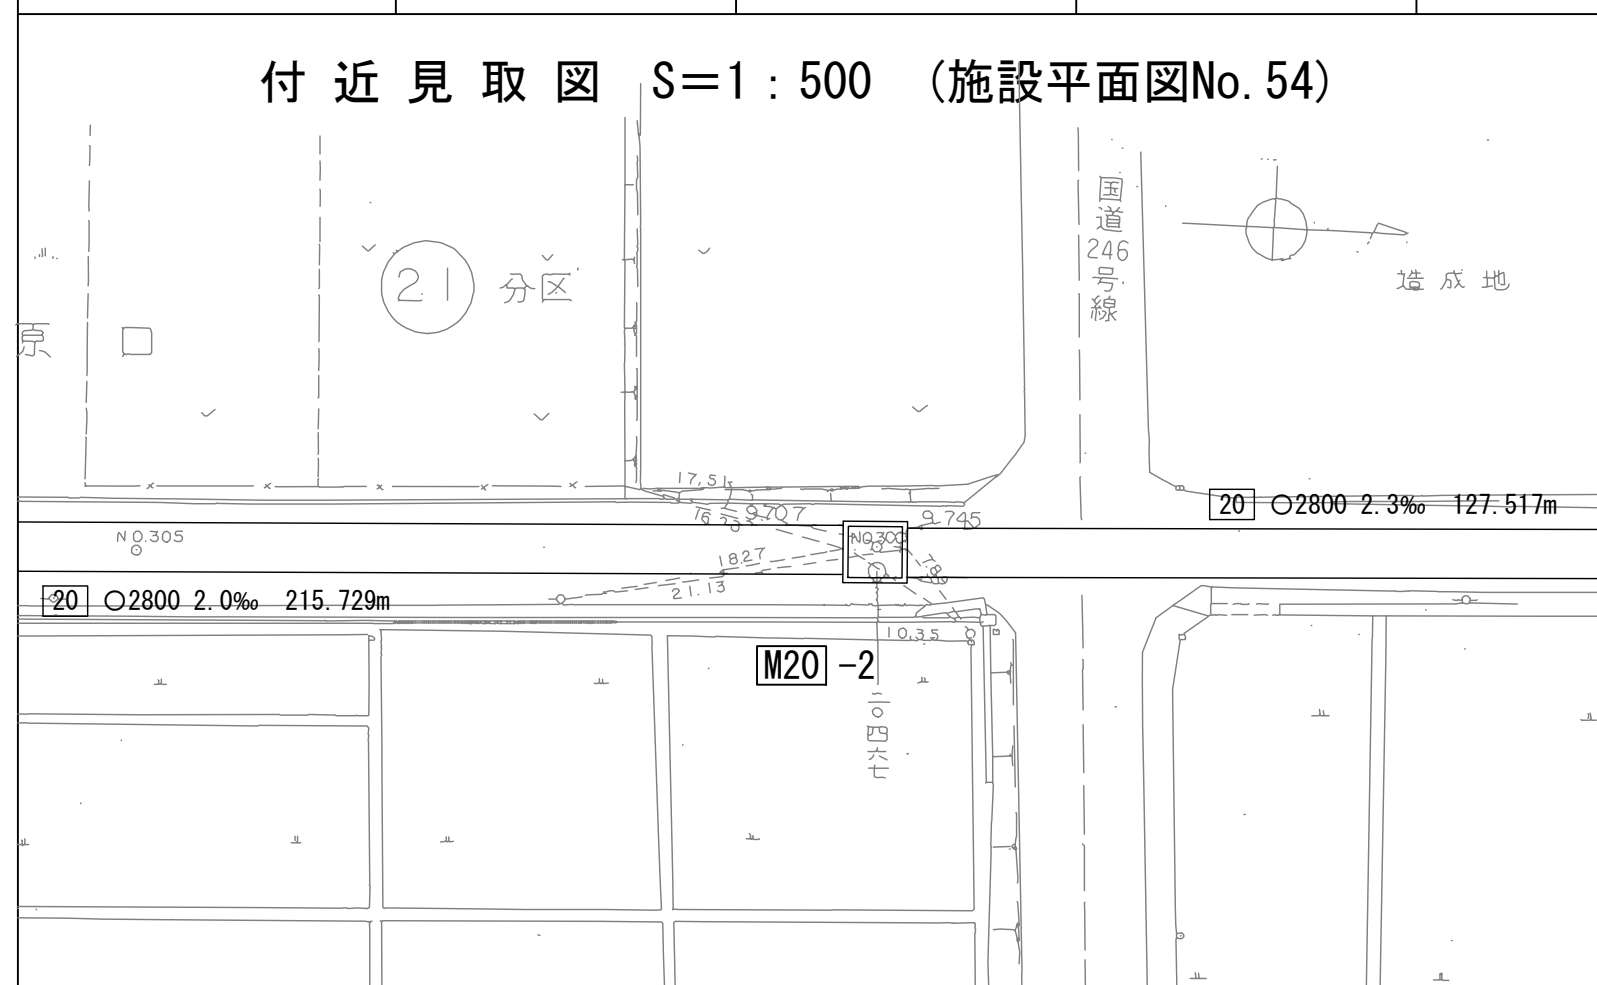 付近見取図 S=1:500 (施設平面図No.54)
国道246号線
21 分区
造成地
京
17.51
9.707
9.745
20 ○2800 2.3‰ 127.517m
NO.305
18.27
21.13
20 ○2800 2.0‰ 215.729m
10.35
M20 -2
二〇四六七